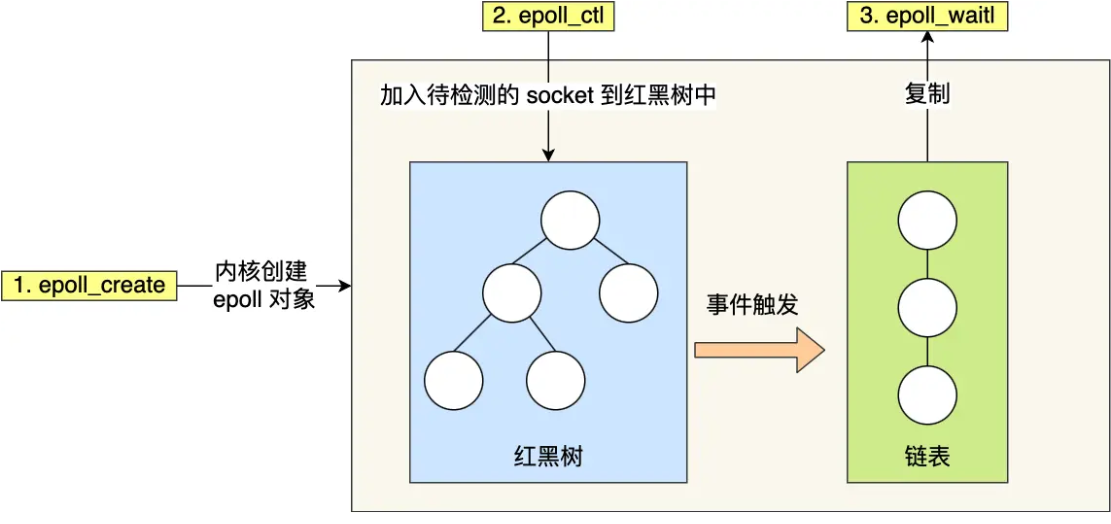 2. epoll_ctl
3. epoll_waitl
加入待检测的 socket 到红黑树中
复制
1. epoll_create
内核创建
epoll 对象
事件触发
红黑树
链表